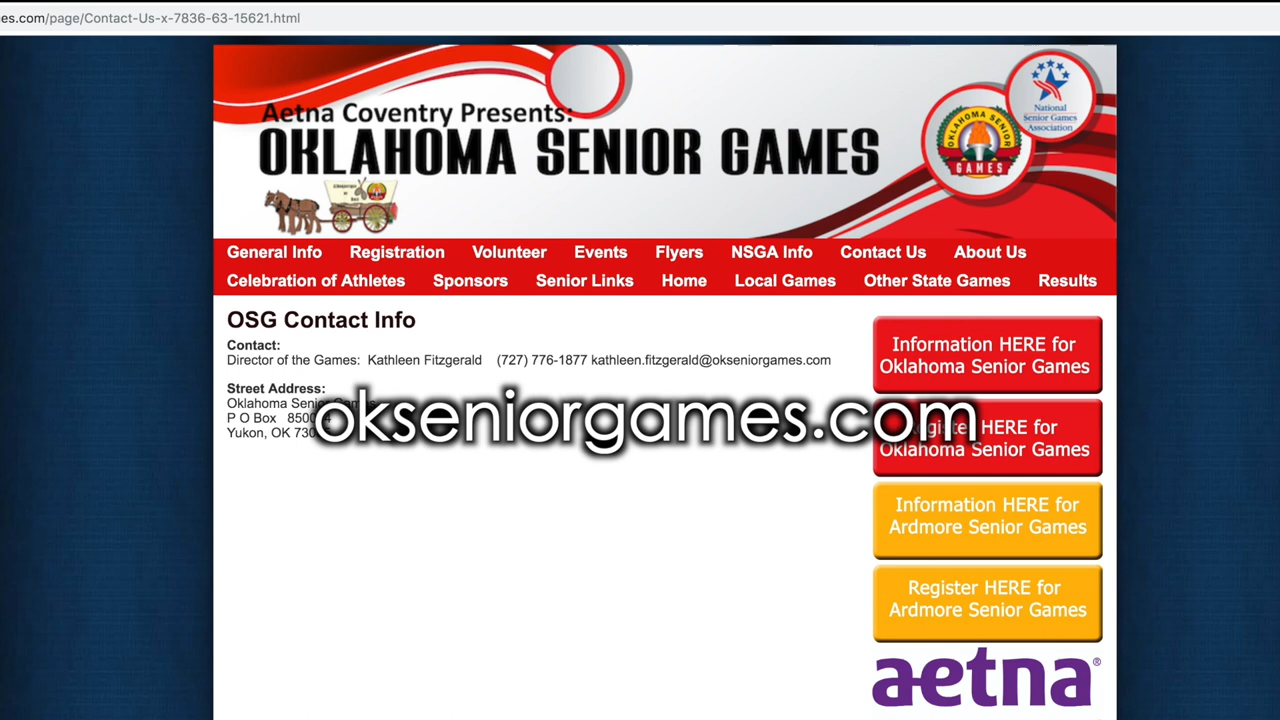 es.com/page/Contact-Us-x-7836-63-15621.html
Aetna Coventry Presents:
OKLAHOMA SENIOR GAMES
OKLAHOMA SENIOR
GAMES
National
Senior Games
Association
General Info Registration Volunteer Events Flyers NSGA Info Contact Us About Us
Celebration of Athletes Sponsors Senior Links Home Local Games Other State Games Results
OSG Contact Info
Contact:
Director of the Games: Kathleen Fitzgerald (727) 776-1877 kathleen.fitzgerald@okseniorgames.com
Street Address:
Oklahoma Senior Games
P O Box
Yukon, OK
okseniorgames.com
Information HERE for
Oklahoma Senior Games
Register HERE for
Oklahoma Senior Games
Information HERE for
Ardmore Senior Games
Register HERE for
Ardmore Senior Games
aetna®